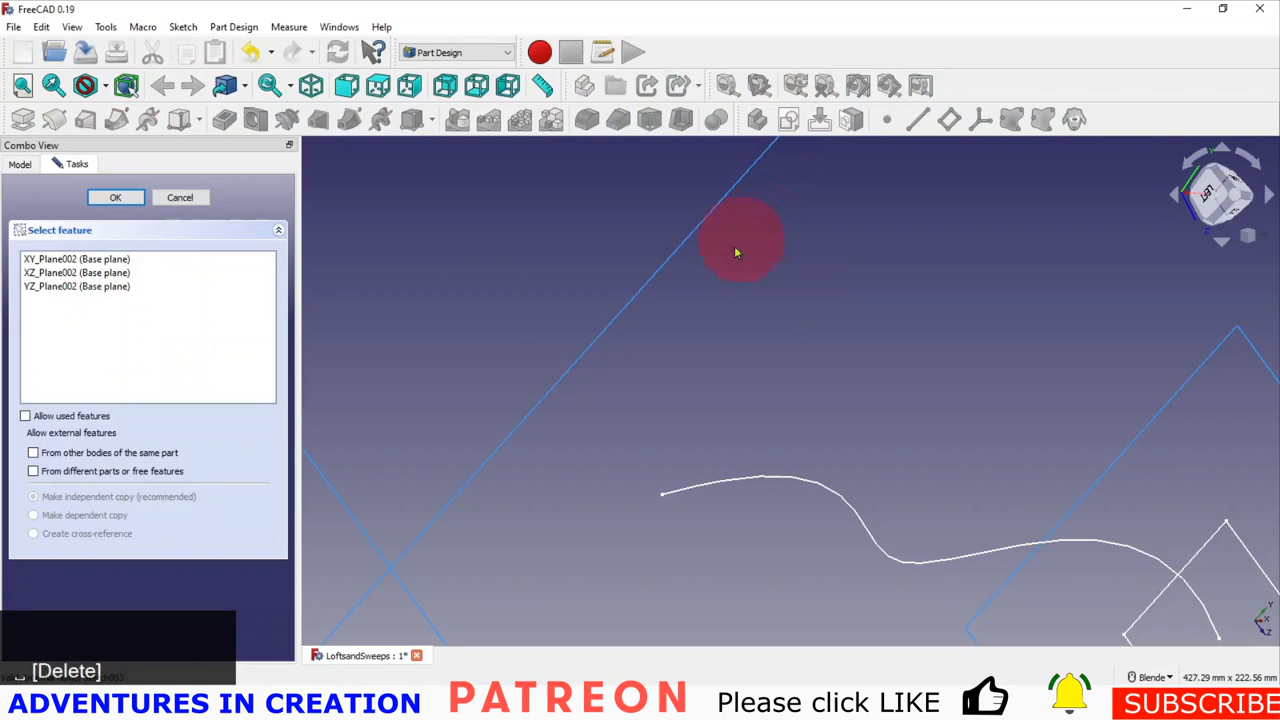 FreeCAD 0.19
File Edit View Tools Macro Sketch Part Design Measure Windows Help
Part Design
Combo View
Model Tasks
OK Cancel
Select feature
XY_Plane002 (Base plane)
XZ_Plane002 (Base plane)
YZ_Plane002 (Base plane)
Allow used features
Allow external features
From other bodies of the same part
From different parts or free features
Make independent copy (recommended)
Make dependent copy
Create cross-reference
LEFT
Y
Z
Y
X
Z
LoftsandSweeps : 1*
[Delete]
Blende 427.29 mm x 222.56 mm
ADVENTURES IN CREATION PATREON Please click LIKE SUBSCRIBE